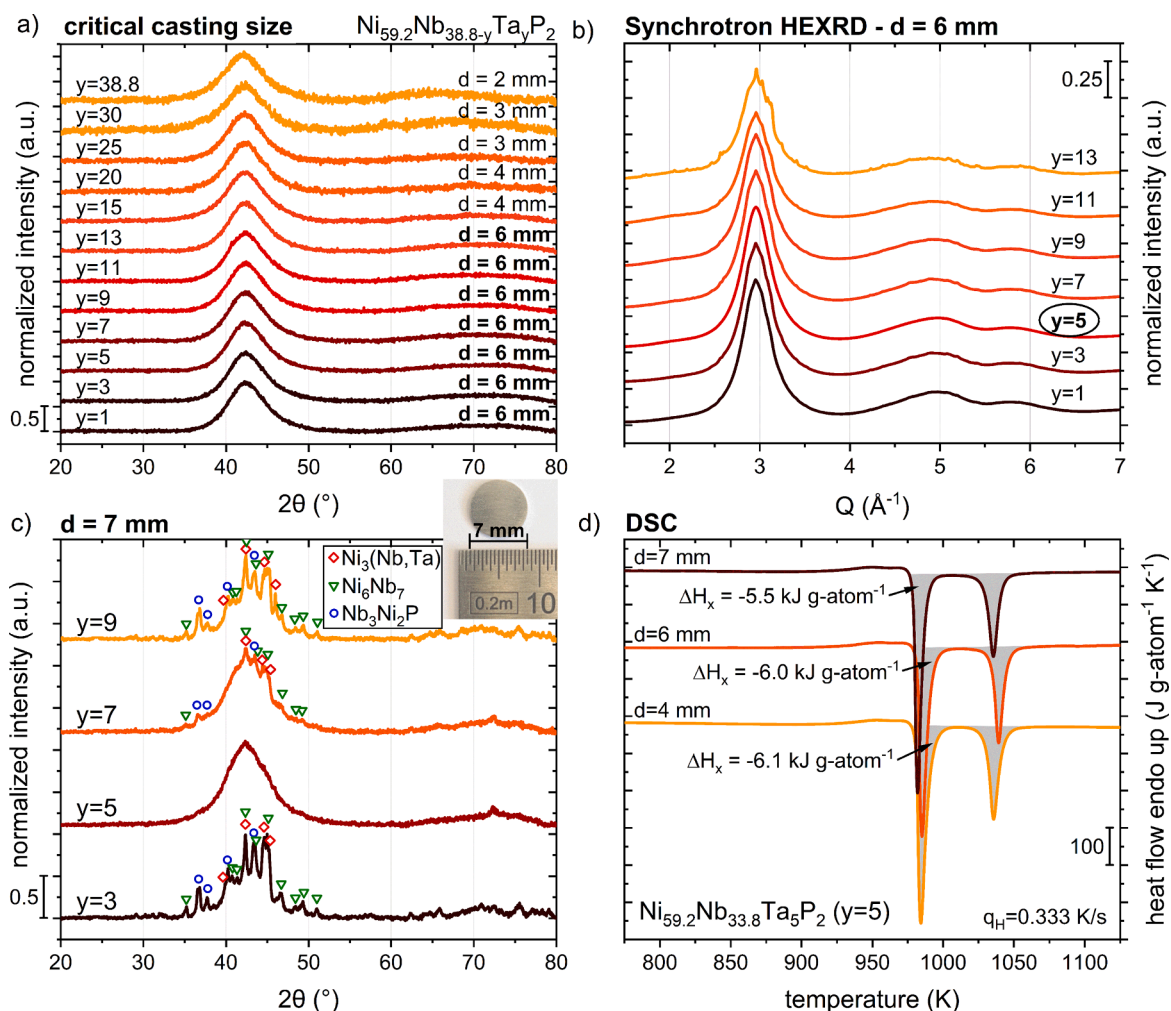 a) critical casting size Ni59.2Nb38.8-yTayP2
normalized intensity (a.u.)
y=38.8 d = 2 mm
y=30 d = 3 mm
y=25 d = 3 mm
y=20 d = 4 mm
y=15 d = 4 mm
y=13 d = 6 mm
y=11 d = 6 mm
y=9 d = 6 mm
y=7 d = 6 mm
y=5 d = 6 mm
y=3 d = 6 mm
0.5 y=1 d = 6 mm
20 30 40 50 60 70 80
2θ (°)
b) Synchrotron HEXRD - d = 6 mm
0.25
y=13
y=11
y=9
y=7
y=5
y=3
y=1
normalized intensity (a.u.)
2 3 4 5 6 7
Q (Å-1)
c) d = 7 mm
normalized intensity (a.u.)
7 mm
0.2m 10
Ni3(Nb,Ta)
Ni6Nb7
Nb3Ni2P
y=9
y=7
y=5
0.5 y=3
20 30 40 50 60 70 80
2θ (°)
d) DSC
d=7 mm
ΔHx = -5.5 kJ g-atom-1
d=6 mm
ΔHx = -6.0 kJ g-atom-1
d=4 mm
ΔHx = -6.1 kJ g-atom-1
100
Ni59.2Nb33.8Ta5P2 (y=5) qH=0.333 K/s
heat flow endo up (J g-atom-1 K-1)
800 850 900 950 1000 1050 1100
temperature (K)